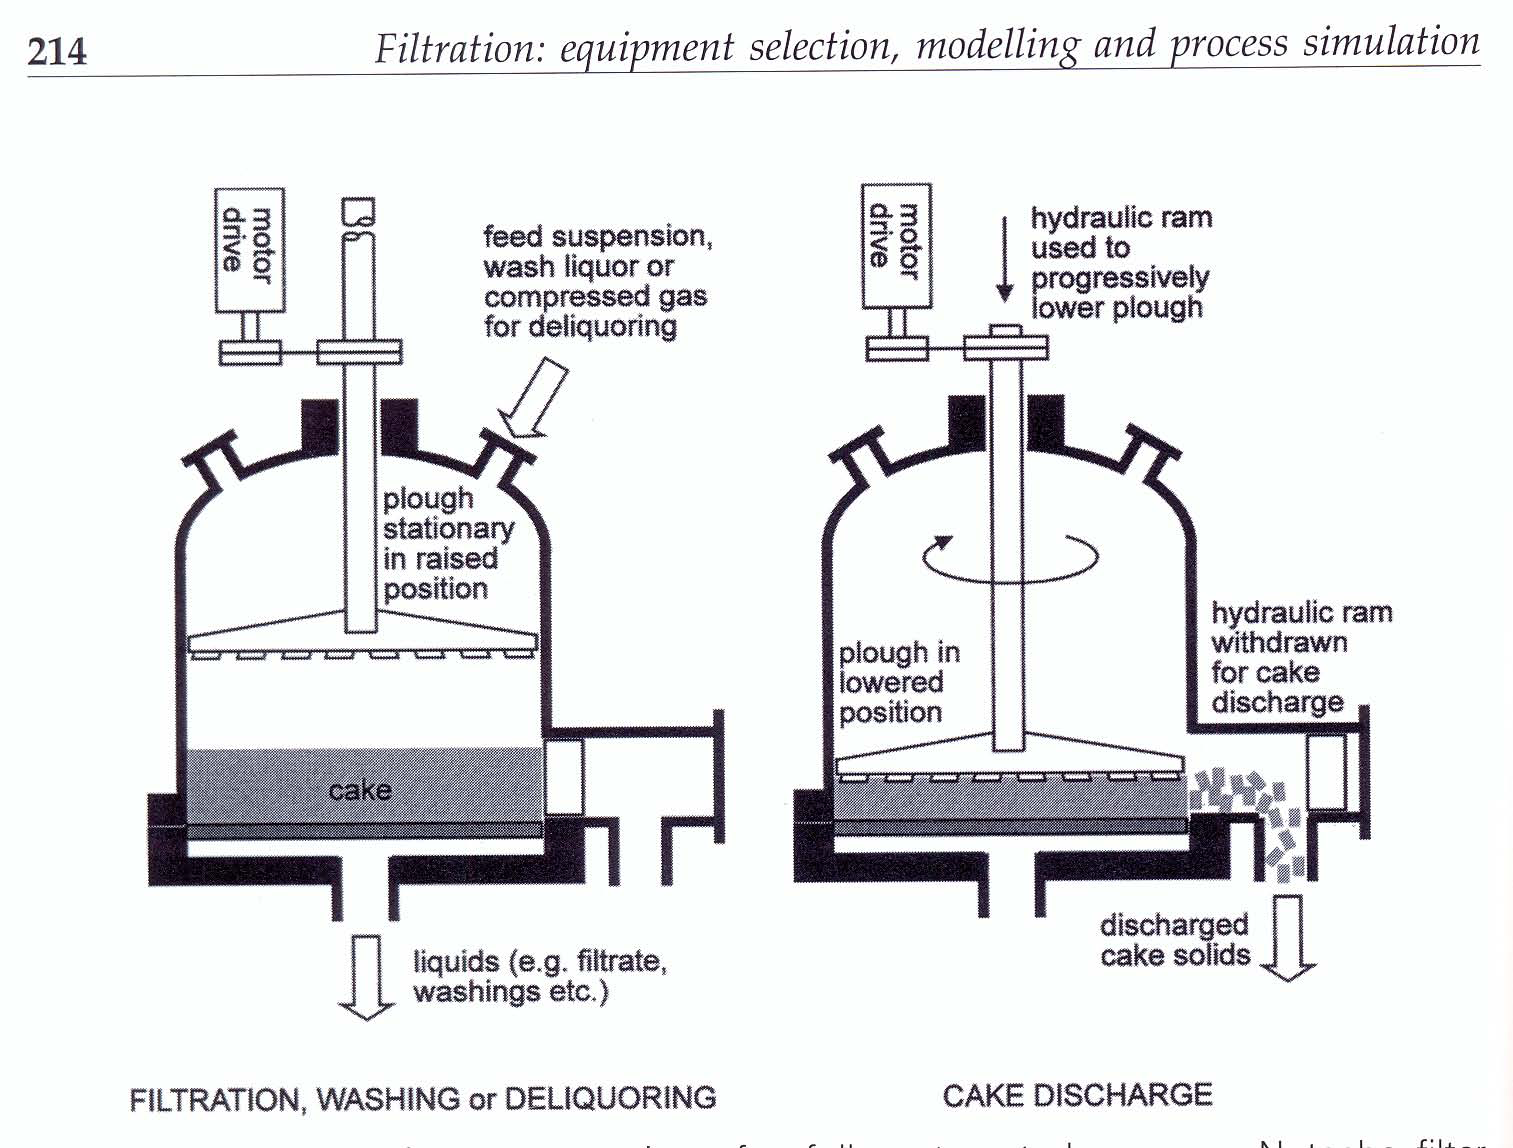 214
Filtration: equipment selection, modelling and process simulation
motor
drive
feed suspension,
wash liquor or
compressed gas
for deliquoring
plough
stationary
in raised
position
cake
liquids (e.g. filtrate,
washings etc.)
FILTRATION, WASHING or DELIQUORING
motor
drive
hydraulic ram
used to
progressively
lower plough
plough in
lowered
position
hydraulic ram
withdrawn
for cake
discharge
discharged
cake solids
CAKE DISCHARGE
Nutsche filter